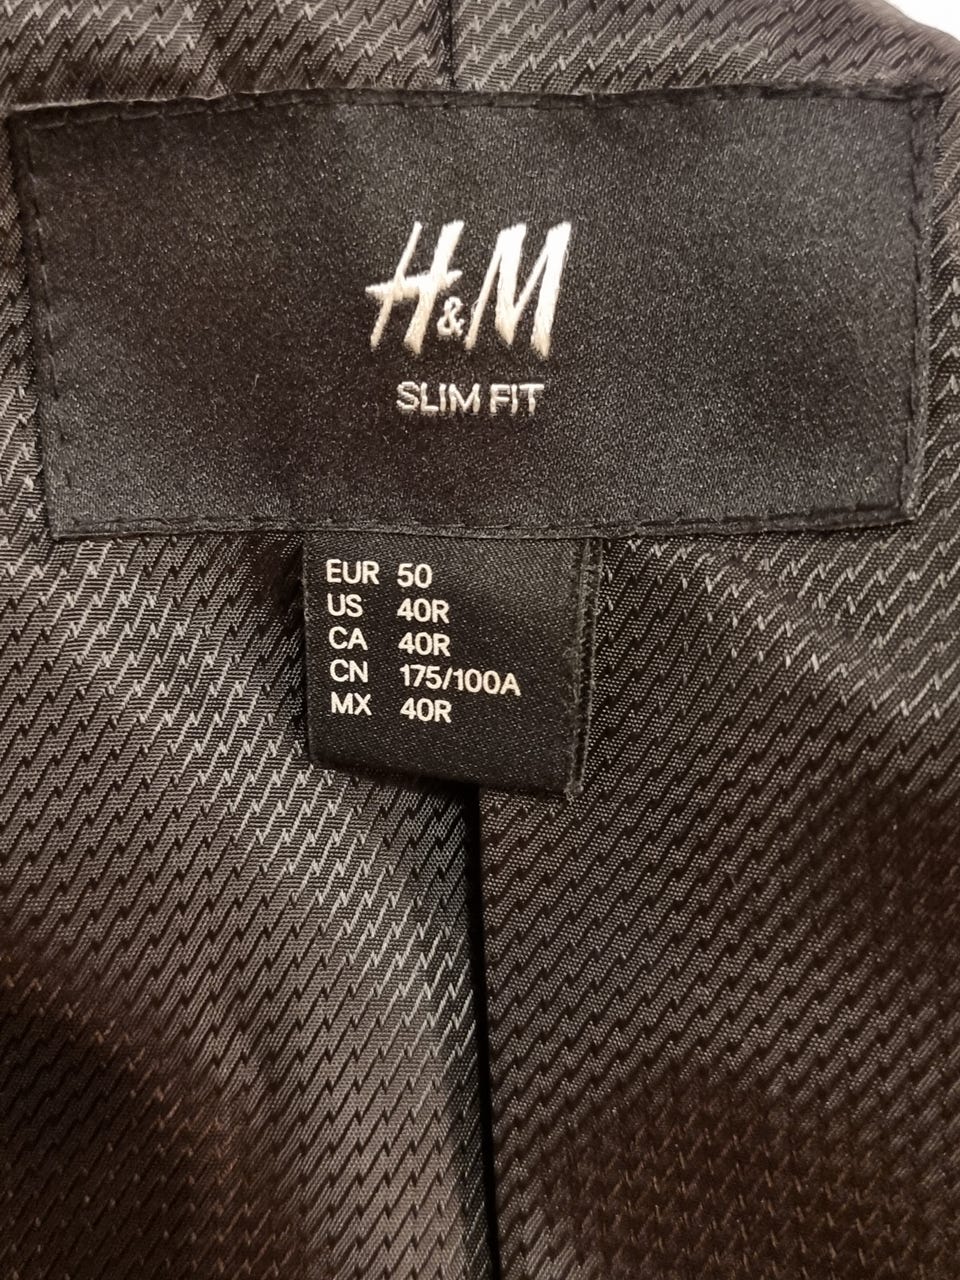 H&M
SLIM FIT
EUR 50
US 40R
CA 40R
CN 175/100A
MX 40R